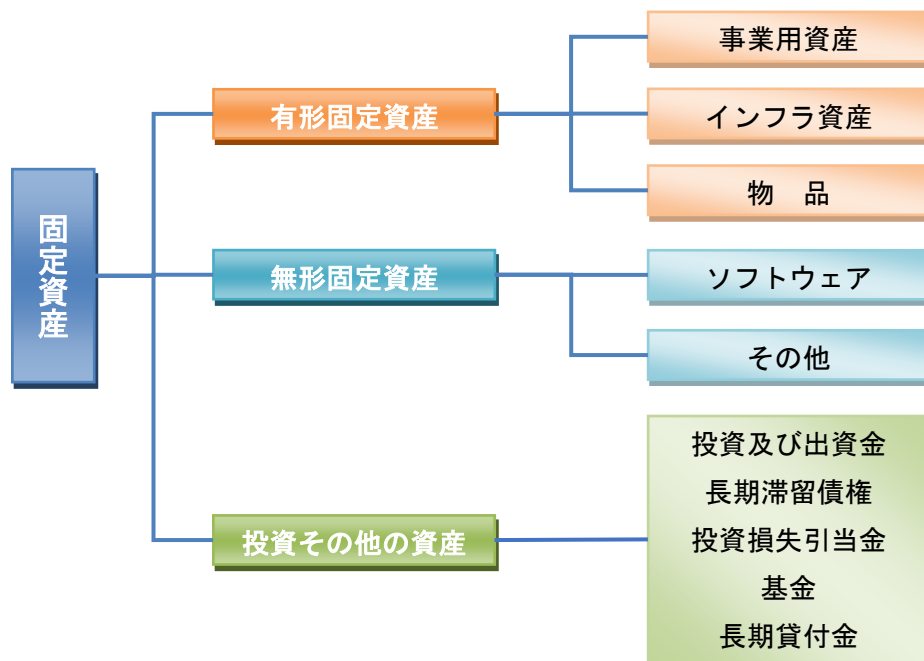 固定資産
有形固定資産
事業用資産
インフラ資産
物　品
無形固定資産
ソフトウェア
その他
投資その他の資産
投資及び出資金
長期滞留債権
投資損失引当金
基金
長期貸付金